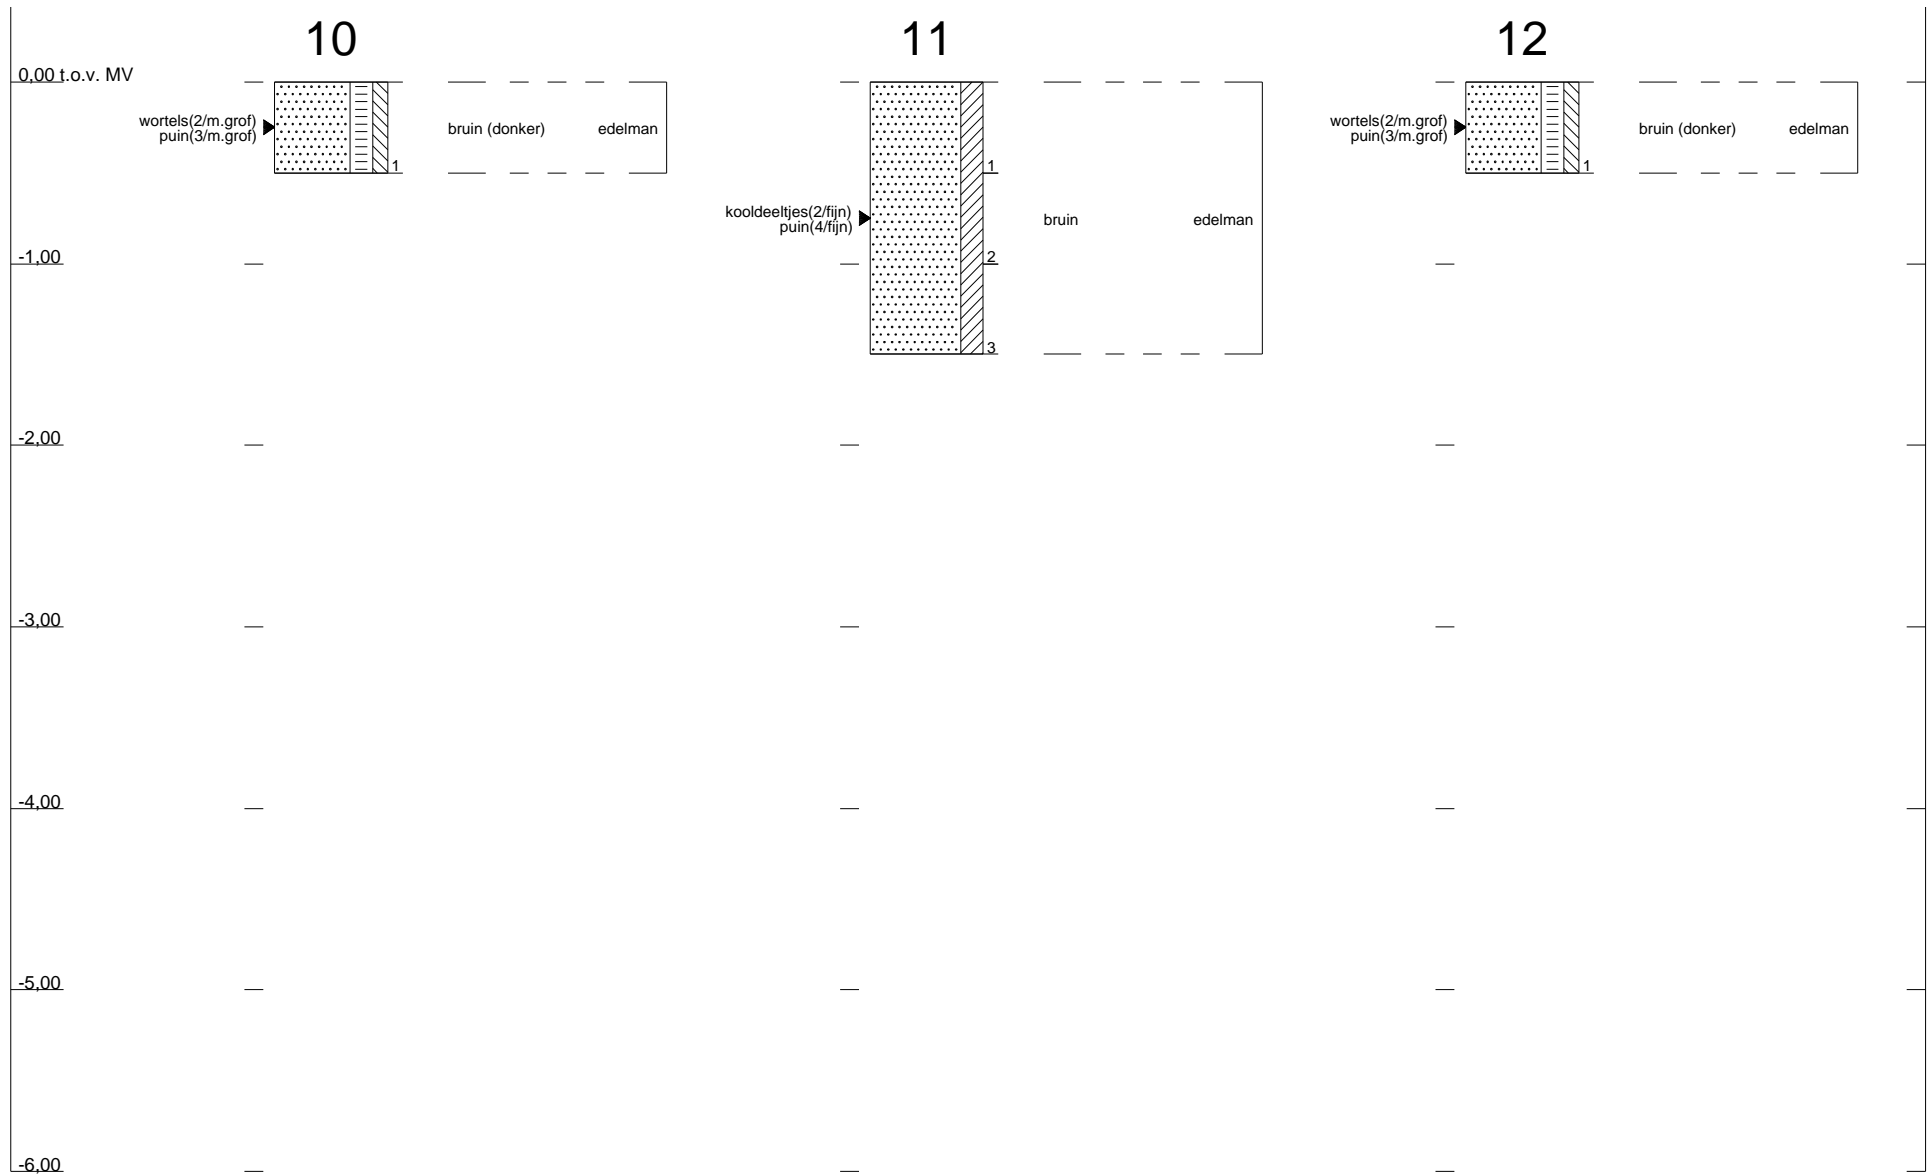 10
11
12
0,00 t.o.v. MV
wortels(2/m.grof)
puin(3/m.grof)
1
bruin (donker)
edelman
kooldeeltjes(2/fijn)
puin(4/fijn)
1
2
3
bruin
edelman
wortels(2/m.grof)
puin(3/m.grof)
1
bruin (donker)
edelman
-1,00
-2,00
-3,00
-4,00
-5,00
-6,00